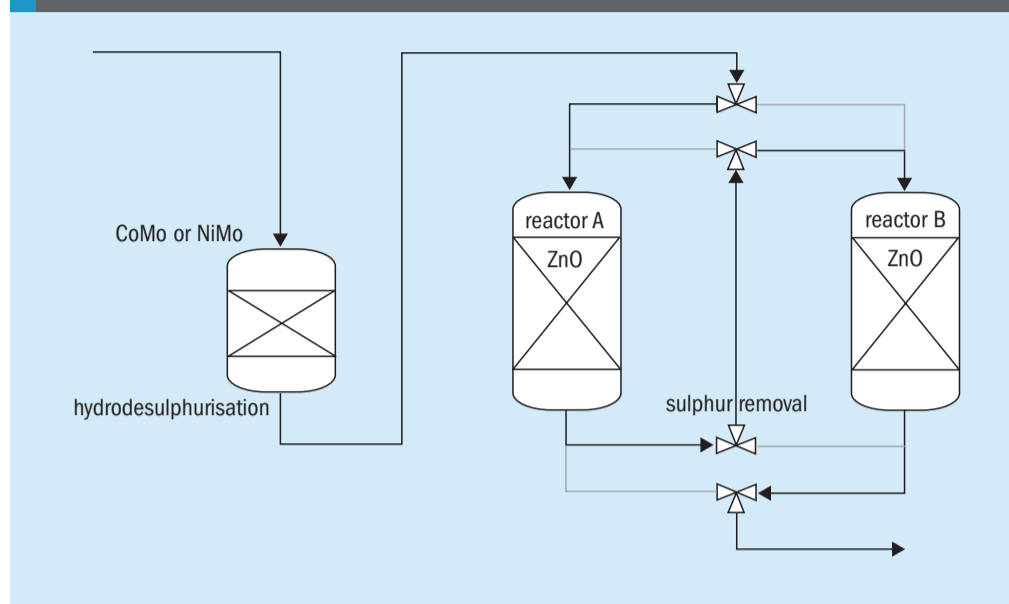 CoMo or NiMo
hydrodesulphurisation
reactor A
ZnO
reactor B
ZnO
sulphur removal